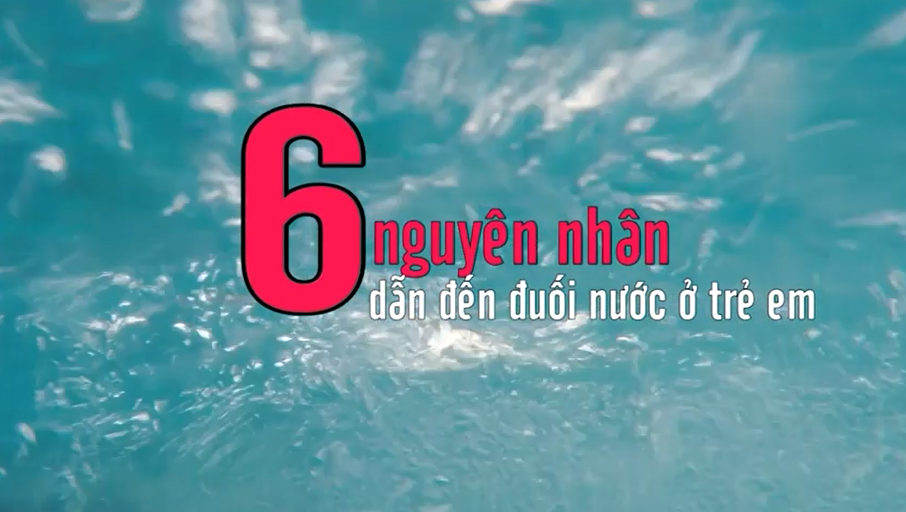 6 nguyên nhân
dẫn đến đuối nước ở trẻ em